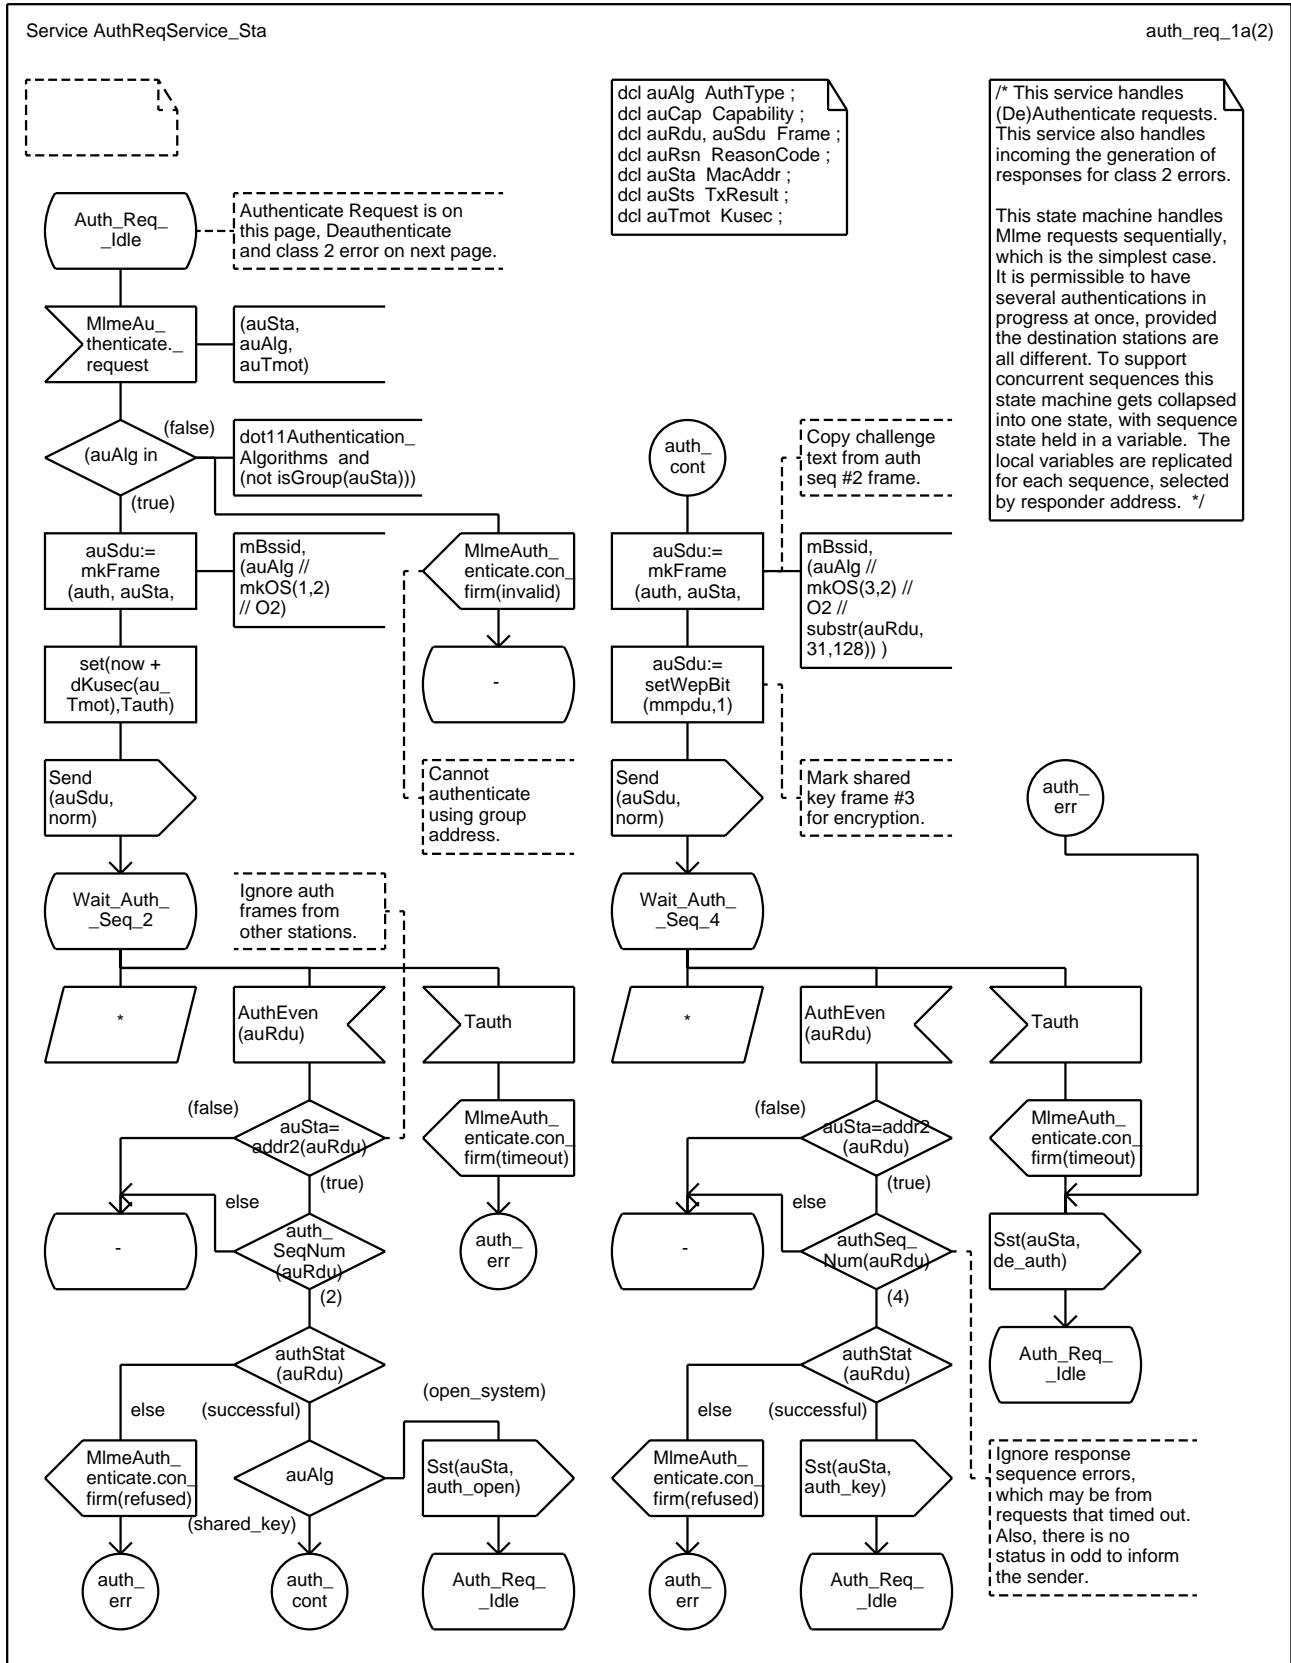 Service AuthReqService_Sta
auth_req_1a(2)
dcl auAlg  AuthType ;
dcl auCap  Capability ;
dcl auRdu, auSdu  Frame ;
dcl auRsn  ReasonCode ;
dcl auSta  MacAddr ;
dcl auSts  TxResult ;
dcl auTmot  Kusec ;
/* This service handles
(De)Authenticate requests.
This service also handles
incoming the generation of
responses for class 2 errors.
This state machine handles
Mlme requests sequentially,
which is the simplest case.
It is permissible to have
several authentications in
progress at once, provided
the destination stations are
all different. To support
concurrent sequences this
state machine gets collapsed
into one state, with sequence
state held in a variable.  The
local variables are replicated
for each sequence, selected
by responder address.  */
Auth_Req_
_Idle
Authenticate Request is on
this page, Deauthenticate
and class 2 error on next page.
MlmeAu_
thenticate._
request
(auSta,
auAlg,
auTmot)
(auAlg in
(false)
(true)
dot11Authentication_
Algorithms  and
(not isGroup(auSta)))
auSdu:=
mkFrame
(auth, auSta,
mBssid,
(auAlg //
mkOS(1,2)
// O2)
MlmeAuth_
enticate.con_
firm(invalid)
-
Cannot
authenticate
using group
address.
set(now +
dKusec(au_
Tmot),Tauth)
Send
(auSdu,
norm)
Wait_Auth_
_Seq_2
Ignore auth
frames from
other stations.
*
AuthEven
(auRdu)
Tauth
(false)
auSta=
addr2(auRdu)
(true)
MlmeAuth_
enticate.con_
firm(timeout)
else
-
auth_
SeqNum
(auRdu)
(2)
auth_
err
authStat
(auRdu)
else
(successful)
(open_system)
MlmeAuth_
enticate.con_
firm(refused)
auAlg
Sst(auSta,
auth_open)
(shared_key)
auth_
err
auth_
cont
Auth_Req_
_Idle
auth_
cont
Copy challenge
text from auth
seq #2 frame.
auSdu:=
mkFrame
(auth, auSta,
mBssid,
(auAlg //
mkOS(3,2) //
O2 //
substr(auRdu,
31,128)) )
auSdu:=
setWepBit
(mmpdu,1)
Mark shared
key frame #3
for encryption.
Send
(auSdu,
norm)
auth_
err
Wait_Auth_
_Seq_4
*
AuthEven
(auRdu)
Tauth
(false)
auSta=addr2
(auRdu)
(true)
MlmeAuth_
enticate.con_
firm(timeout)
else
-
authSeq_
Num(auRdu)
(4)
Sst(auSta,
de_auth)
authStat
(auRdu)
Auth_Req_
_Idle
else
(successful)
MlmeAuth_
enticate.con_
firm(refused)
Sst(auSta,
auth_key)
Ignore response
sequence errors,
which may be from
requests that timed out.
Also, there is no
status in odd to inform
the sender.
auth_
err
Auth_Req_
_Idle